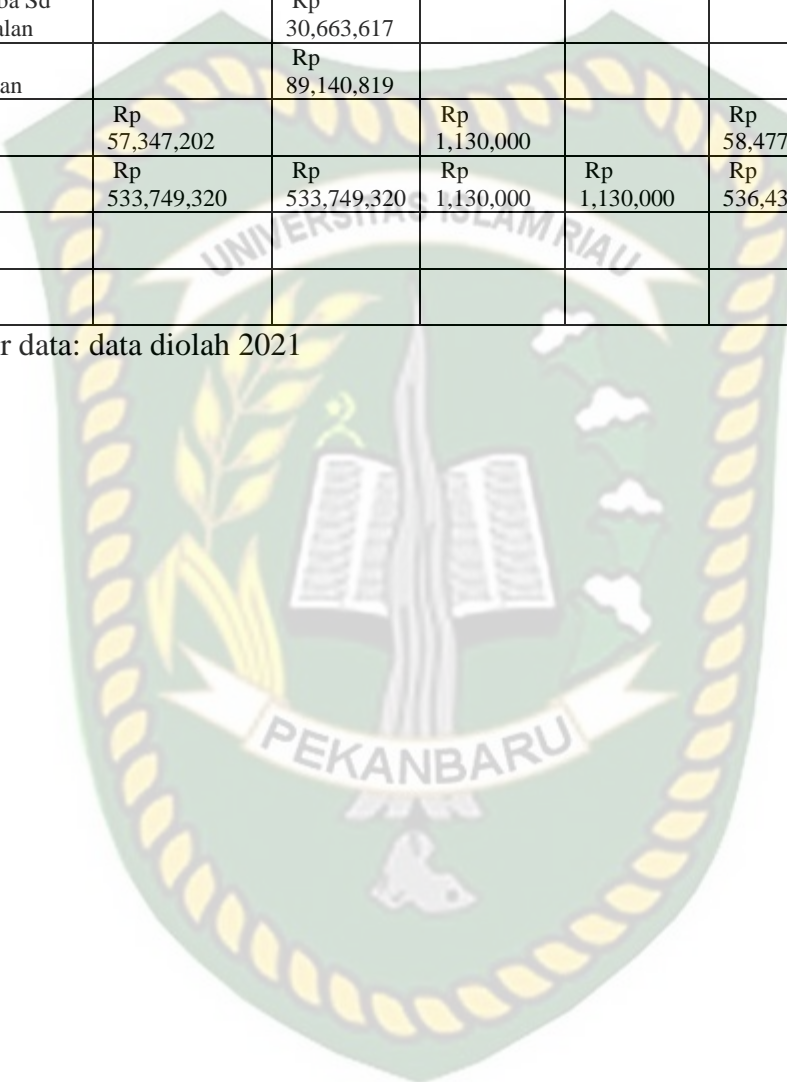 Sd
alan Rp 30,663,617
an Rp 89,140,819
Rp 57,347,202 Rp 1,130,000 Rp 58,477
Rp 533,749,320 Rp 533,749,320 Rp 1,130,000 Rp 1,130,000 Rp 536,43
UNIVERSITAS ISLAM RIAU
r data: data diolah 2021
PEKANBARU